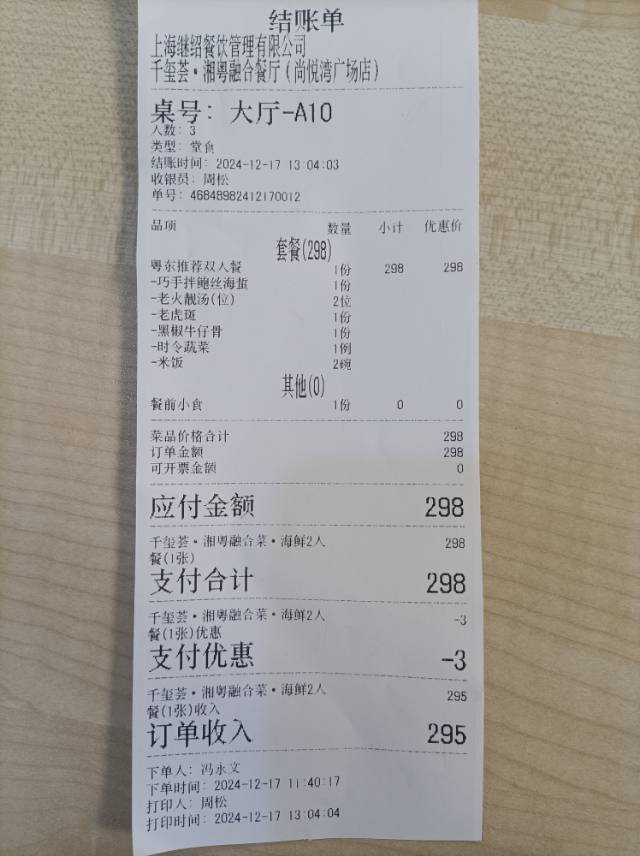 结账单
上海继绍餐饮管理有限公司
千玺荟·湘粤融合餐厅(尚悦湾广场店)
桌号: 大厅-A10
人数: 3
类型: 堂食
结账时间: 2024-12-17 13:04:03
收银员: 周松
单号: 46848982412170012
品项 数量 小计 优惠价
套餐(298)
粤东推荐双人餐 1份 298 298
-巧手拌鲍丝海蜇 1份
-老火靓汤(位) 2位
-老虎斑 1份
-黑椒牛仔骨 1份
-时令蔬菜 1例
-米饭 2碗
其他(0)
餐前小食 1份 0 0
菜品价格合计 298
订单金额 298
可开票金额 0
应付金额 298
千玺荟·湘粤融合菜·海鲜2人 298
餐(1张)
支付合计 298
千玺荟·湘粤融合菜·海鲜2人 -3
餐(1张)优惠
支付优惠 -3
千玺荟·湘粤融合菜·海鲜2人 295
餐(1张)收入
订单收入 295
下单人: 冯永文
下单时间: 2024-12-17 11:40:17
打印人: 周松
打印时间: 2024-12-17 13:04:04